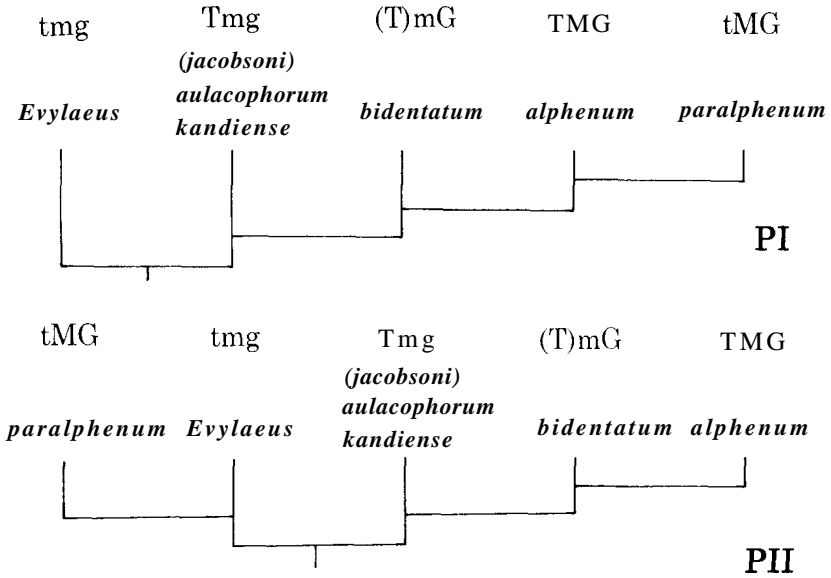 tmg Tmg (T)mG TMG tMG
(jacobsoni)
Evylaeus aulacophorum bidentatum alphenum paralphenum
kandiense
PI
tMG tmg Tmg (T)mG TMG
(jacobsoni)
aulacophorum
paralphenum Evylaeus kandiense bidentatum alphenum
PII